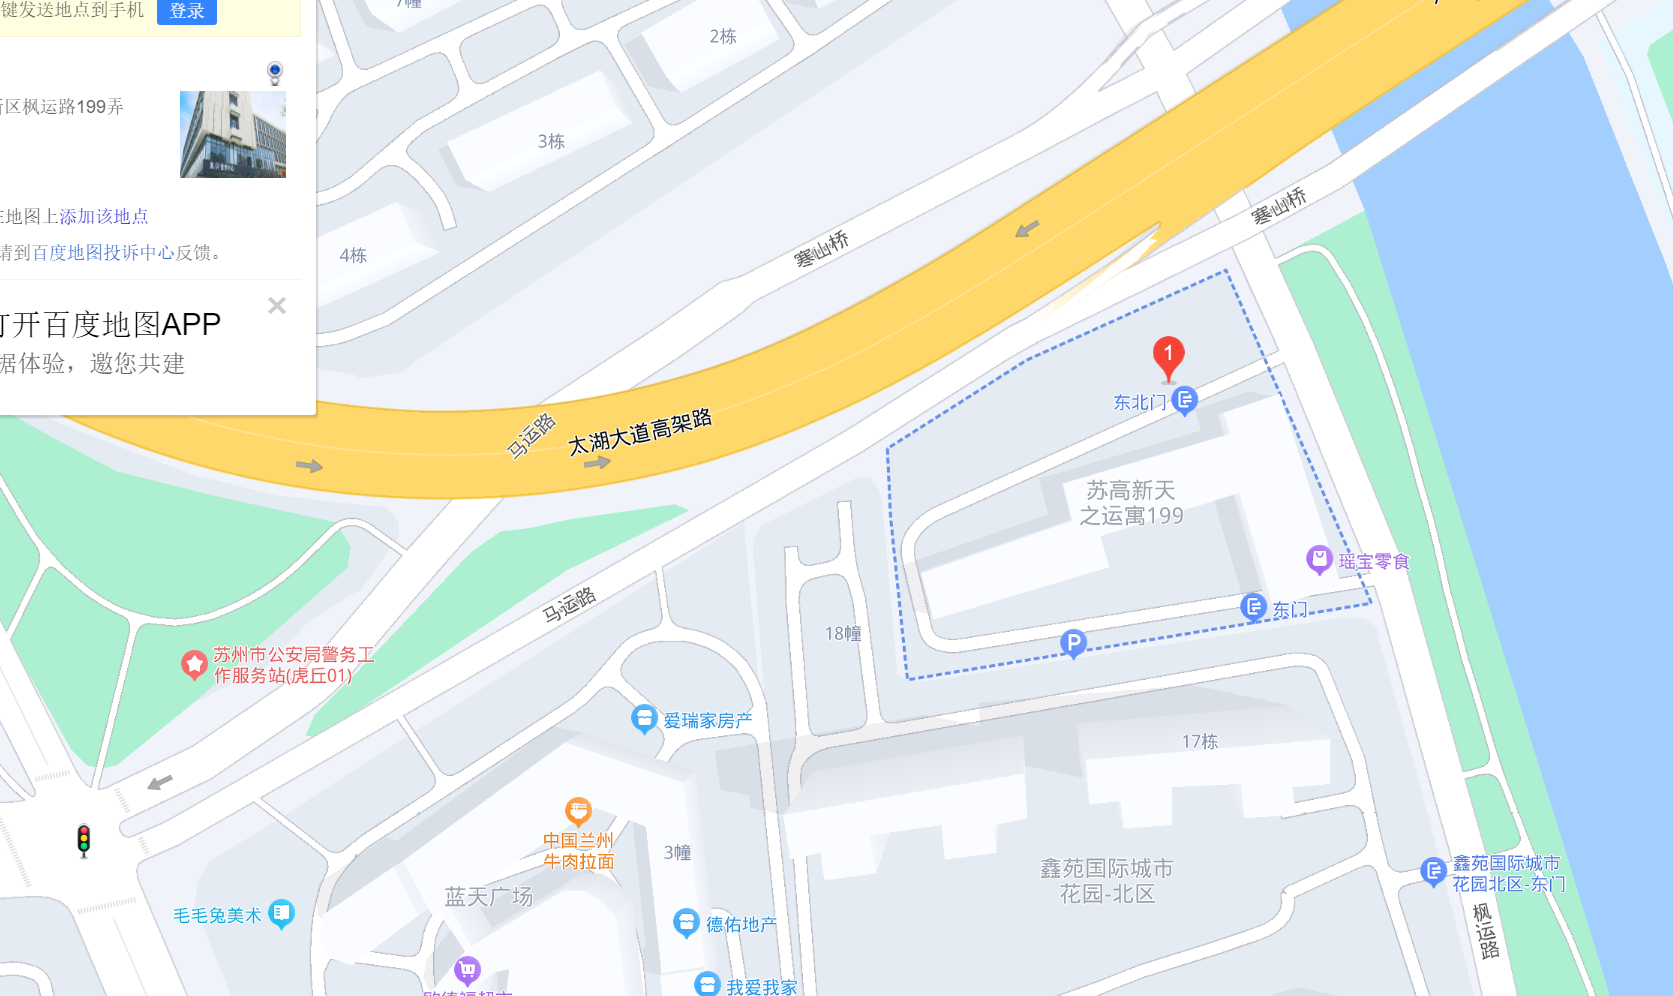 键发送地点到手机
登录
区枫运路199弄
地图上添加该地点
请到百度地图投诉中心反馈。
打开百度地图APP
据体验，邀您共建
7幢
2栋
3栋
4栋
寒山桥
寒山桥
马运路
太湖大道高架路
东北门
1
苏高新天
之运寓199
瑶宝零食
东门
P
马运路
18幢
苏州市公安局警务工
作服务站(虎丘01)
爱瑞家房产
17栋
中国兰州
牛肉拉面
3幢
蓝天广场
鑫苑国际城市
花园-北区
鑫苑国际城市
花园北区-东门
枫运路
毛毛兔美术
德佑地产
我爱我家